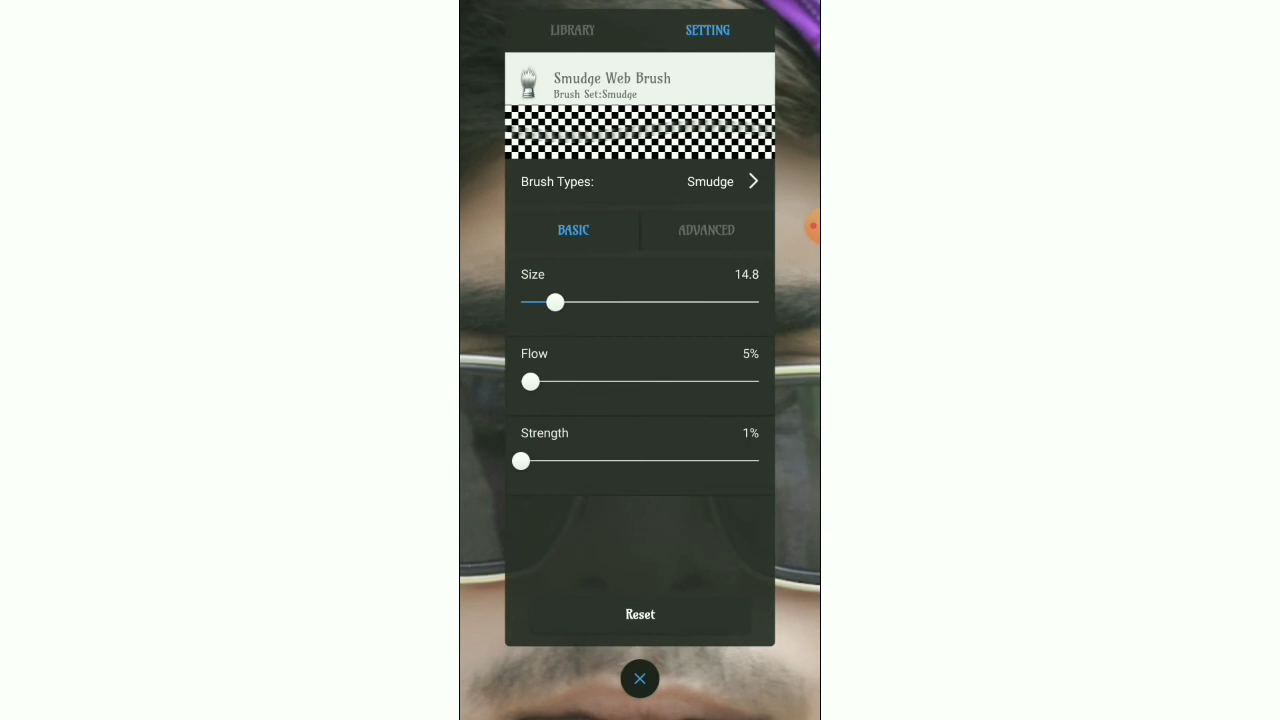 LIBRARY SETTING
Smudge Web Brush
Brush Set:Smudge
Brush Types: Smudge
BASIC ADVANCED
Size 14.8
Flow 5%
Strength 1%
Reset